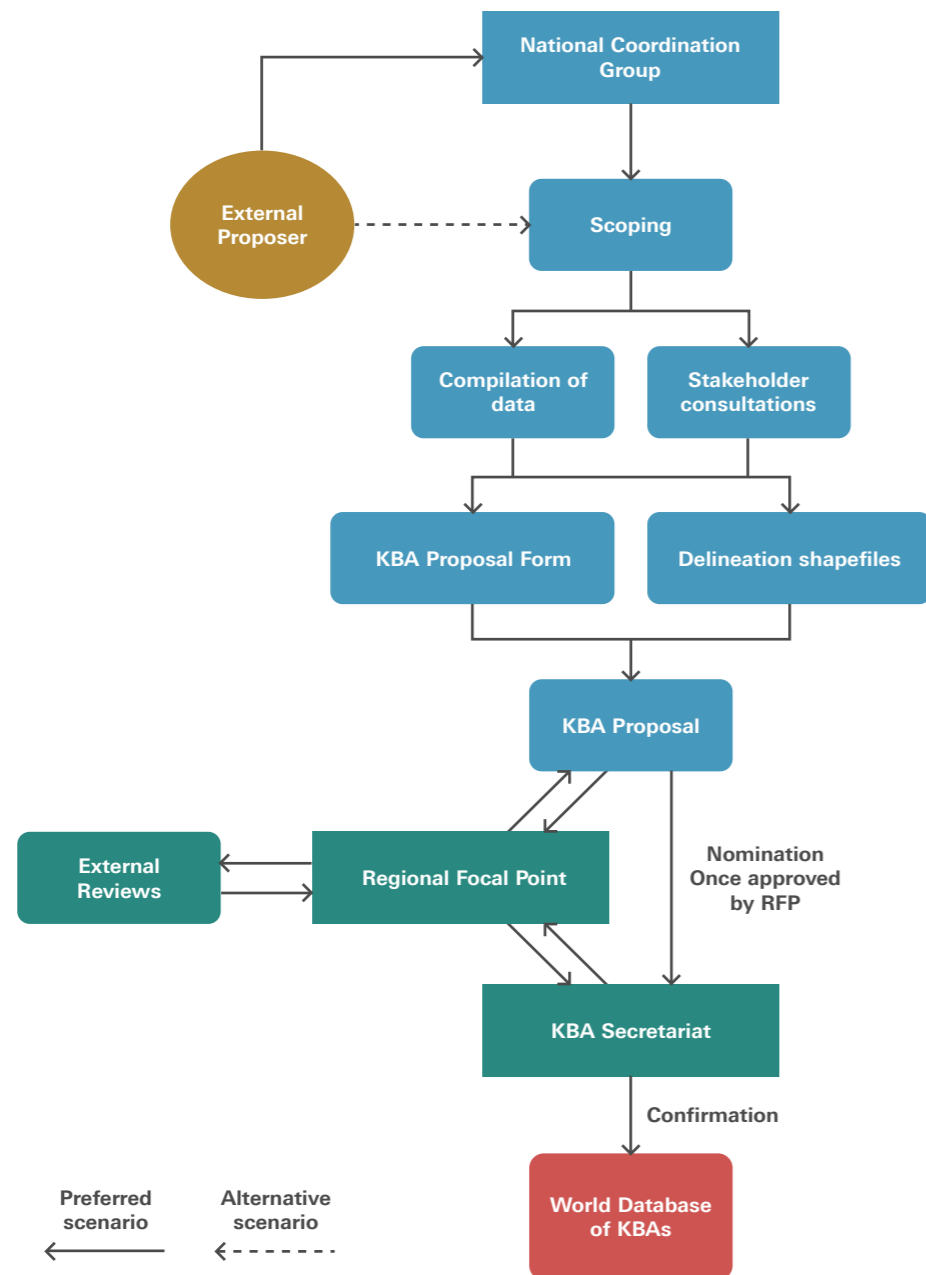 National Coordination
Group
External
Proposer
Scoping
Compilation of
data
Stakeholder
consultations
KBA Proposal Form
Delineation shapefiles
KBA Proposal
External
Reviews
Regional Focal Point
Nomination
Once approved
by RFP
KBA Secretariat
Confirmation
World Database
of KBAs
Preferred
scenario
Alternative
scenario